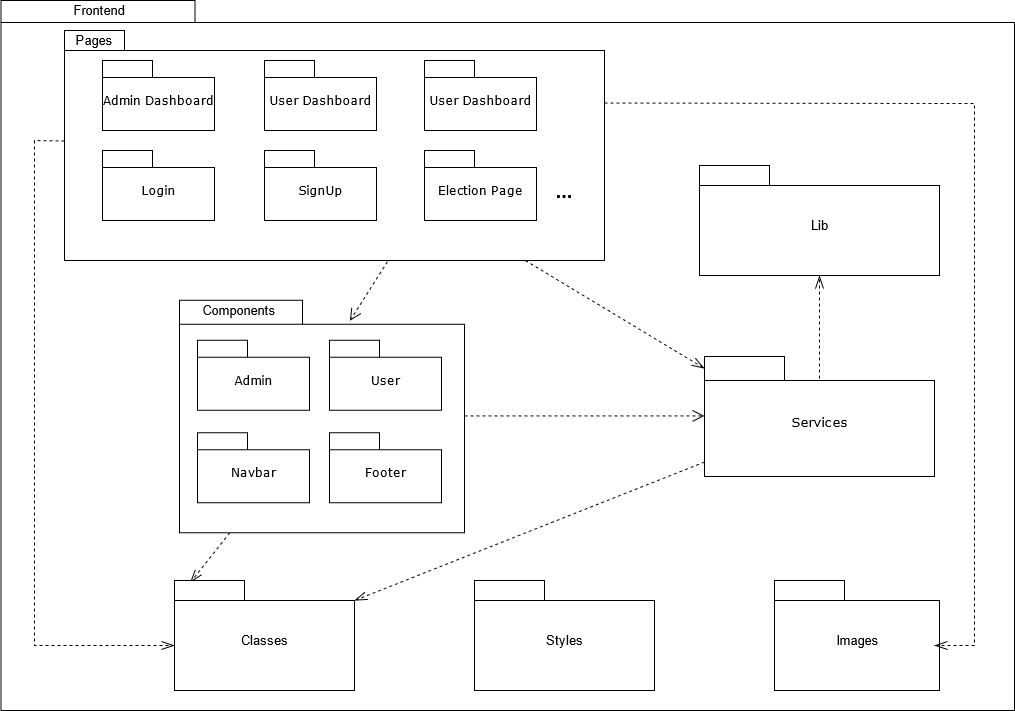 Frontend
Pages
Admin Dashboard
User Dashboard
User Dashboard
Login
SignUp
Election Page
...
Lib
Components
Admin
User
Services
Navbar
Footer
Classes
Styles
Images